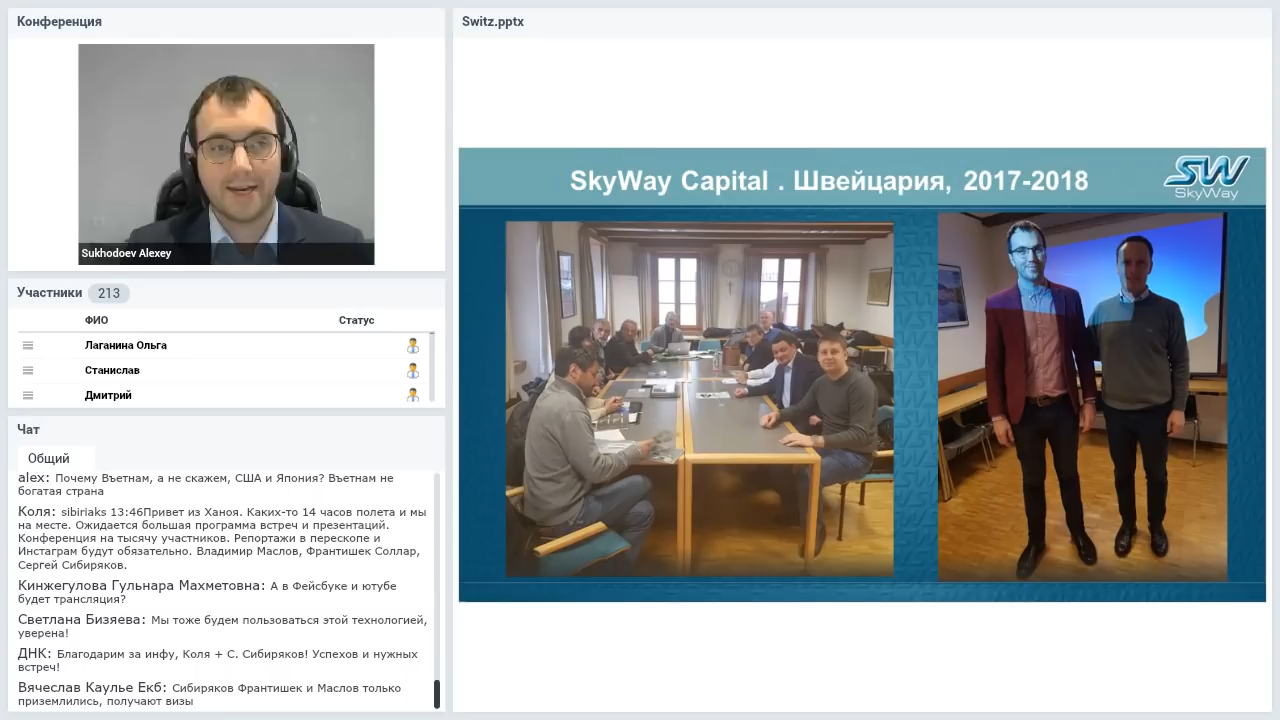 Конференция
Sukhodoev Alexey
Участники 213
ФИО Статус
Лаганина Ольга
Станислав
Дмитрий
Чат
Общий
alex: Почему Въетнам, а не скажем, США и Япония? Въетнам не
богатая страна
Коля: sibiriaks 13:46Привет из Ханоя. Каких-то 14 часов полета и мы
на месте. Ожидается большая программа встреч и презентаций.
Конференция на тысячу участников. Репортажи в перескопе и
Инстаграм будут обязательно. Владимир Маслов, Франтишек Соллар,
Сергей Сибиряков.
Кинжегулова Гульнара Махметовна: А в Фейсбуке и ютубе
будет трансляция?
Светлана Бизяева: Мы тоже будем пользоваться этой технологией,
уверена!
ДНК: Благодарим за инфу, Коля + С. Сибиряков! Успехов и нужных
встреч!
Вячеслав Каулье Екб: Сибиряков Франтишек и Маслов только
приземлились, получают визы
Switz.pptx
SkyWay Capital . Швейцария, 2017-2018
SW
SkyWay